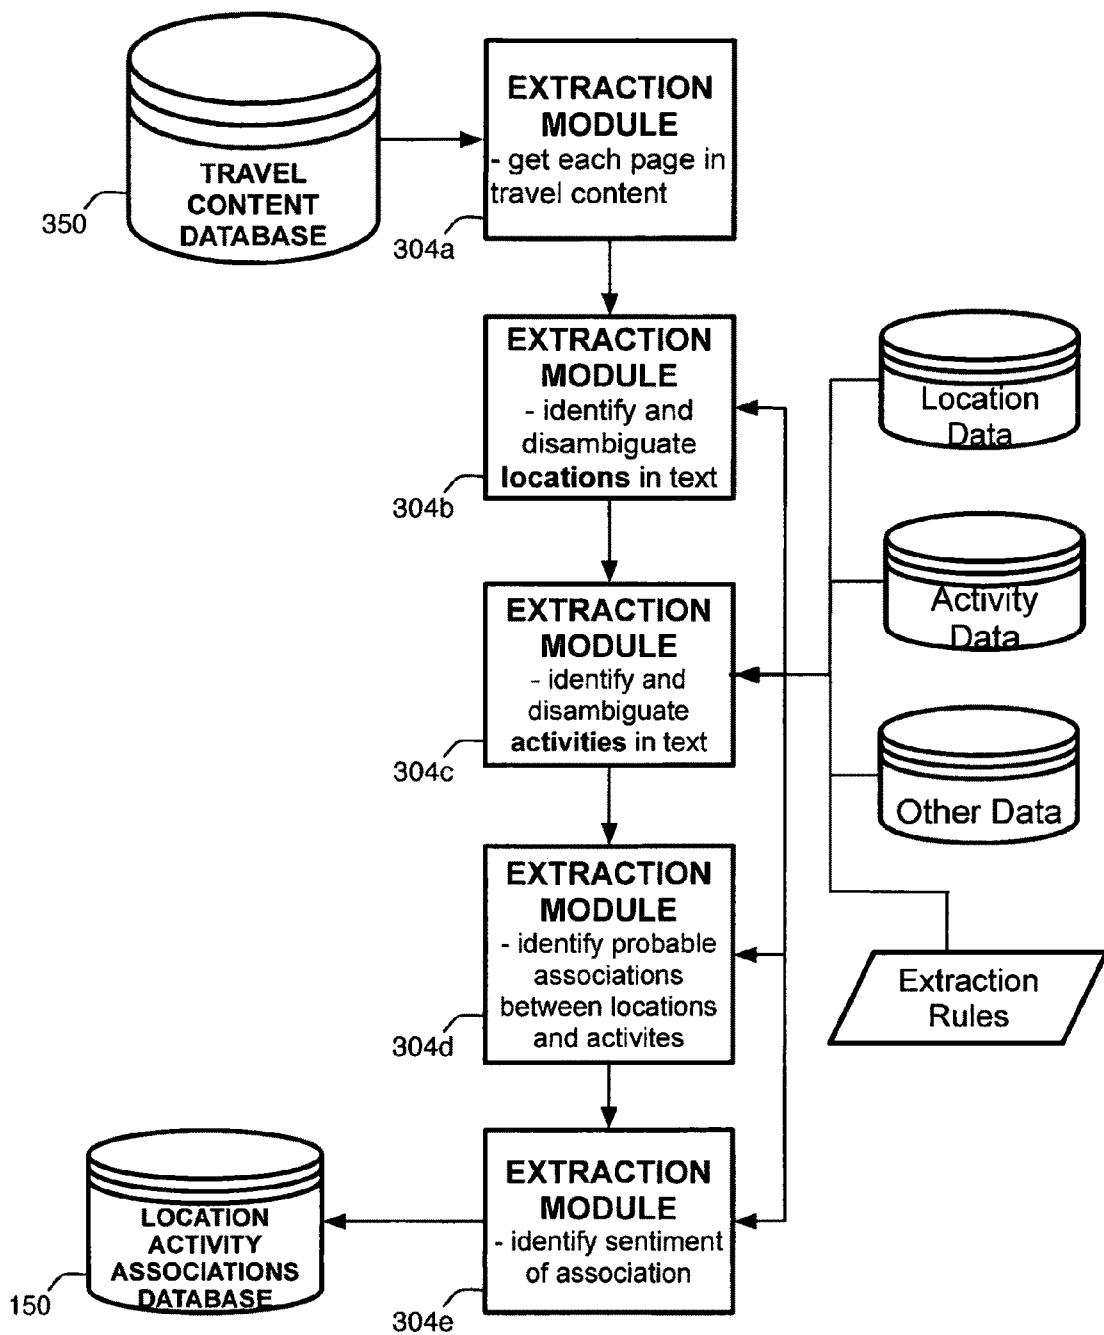 TRAVEL
CONTENT
DATABASE
350
EXTRACTION
MODULE
- get each page in
travel content
304a
EXTRACTION
MODULE
- identify and
disambiguate
locations in text
304b
EXTRACTION
MODULE
- identify and
disambiguate
activities in text
304c
EXTRACTION
MODULE
- identify probable
associations
between locations
and activites
304d
EXTRACTION
MODULE
- identify sentiment
of association
304e
Location
Data
Activity
Data
Other Data
Extraction
Rules
LOCATION
ACTIVITY
ASSOCIATIONS
DATABASE
150